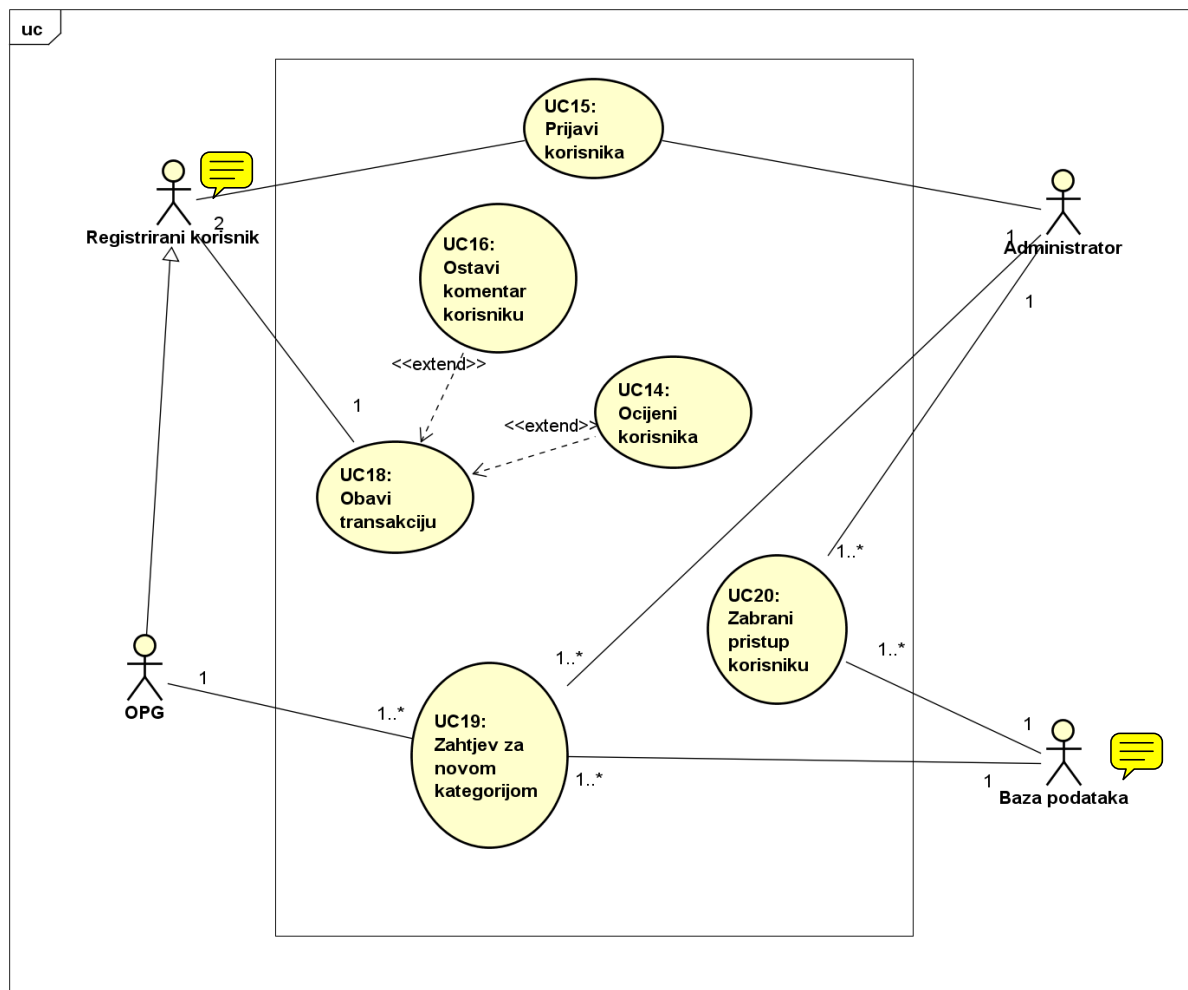 uc
UC15:
Prijavi
korisnika
Registrirani korisnik
2
Administrator
1
UC16:
Ostavi
komentar
korisniku
1
<<extend>>
UC14:
Ocijeni
korisnika
<<extend>>
1
UC18:
Obavi
transakciju
1..*
UC20:
Zabrani
pristup
korisniku
1..*
1..*
OPG
1
1..*
UC19:
Zahtjev za
novom
kategorijom
1..*
1
1
Baza podataka